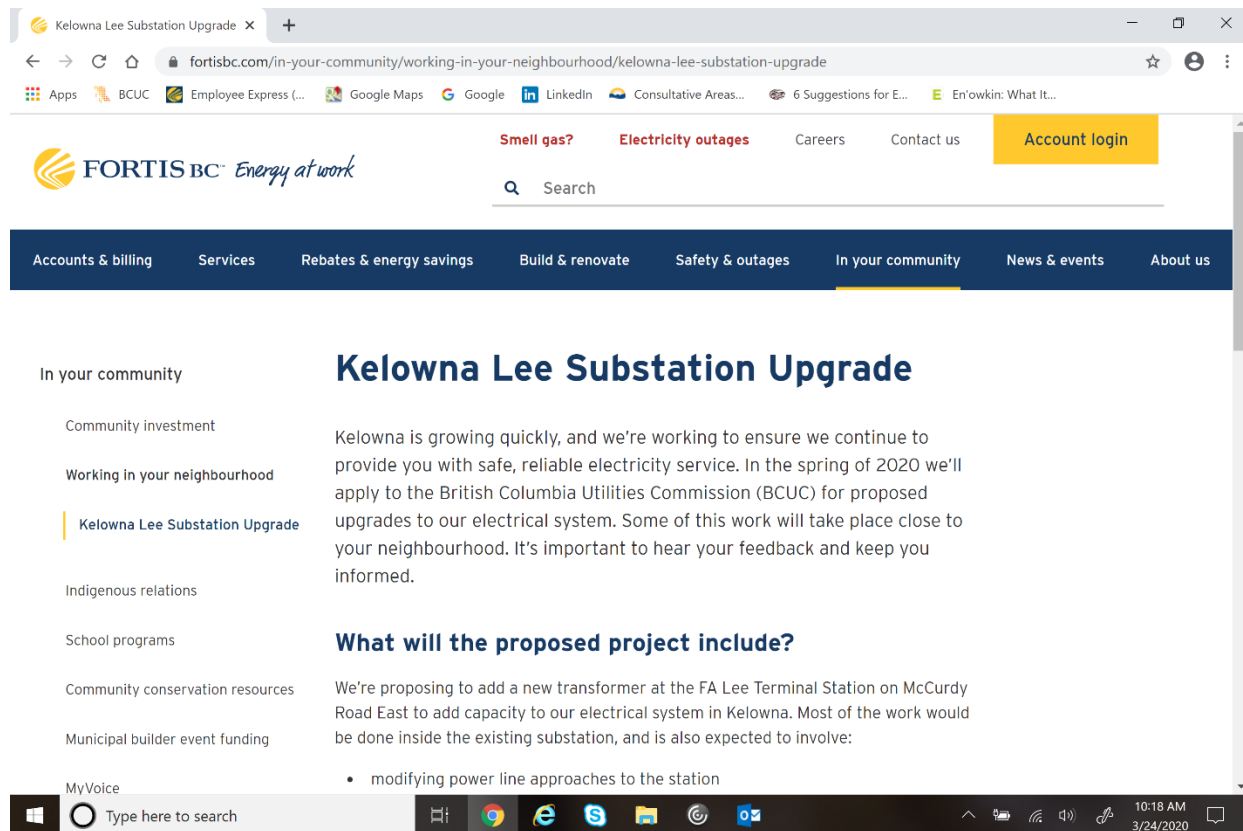 Kelowna Lee Substation Upgrade
fortisbc.com/in-your-community/working-in-your-neighbourhood/kelowna-lee-substation-upgrade
Apps BCUC Employee Express (... Google Maps Google LinkedIn Consultative Areas... 6 Suggestions for E... En'owkin: What It...
Smell gas? Electricity outages Careers Contact us Account login
FORTIS BC™ Energy at work
Search
Accounts & billing Services Rebates & energy savings Build & renovate Safety & outages In your community News & events About us
In your community
Community investment
Working in your neighbourhood
Kelowna Lee Substation Upgrade
Indigenous relations
School programs
Community conservation resources
Municipal builder event funding
MyVoice
Kelowna Lee Substation Upgrade
Kelowna is growing quickly, and we're working to ensure we continue to
provide you with safe, reliable electricity service. In the spring of 2020 we'll
apply to the British Columbia Utilities Commission (BCUC) for proposed
upgrades to our electrical system. Some of this work will take place close to
your neighbourhood. It's important to hear your feedback and keep you
informed.
What will the proposed project include?
We're proposing to add a new transformer at the FA Lee Terminal Station on McCurdy
Road East to add capacity to our electrical system in Kelowna. Most of the work would
be done inside the existing substation, and is also expected to involve:
• modifying power line approaches to the station
Type here to search
10:18 AM
3/24/2020